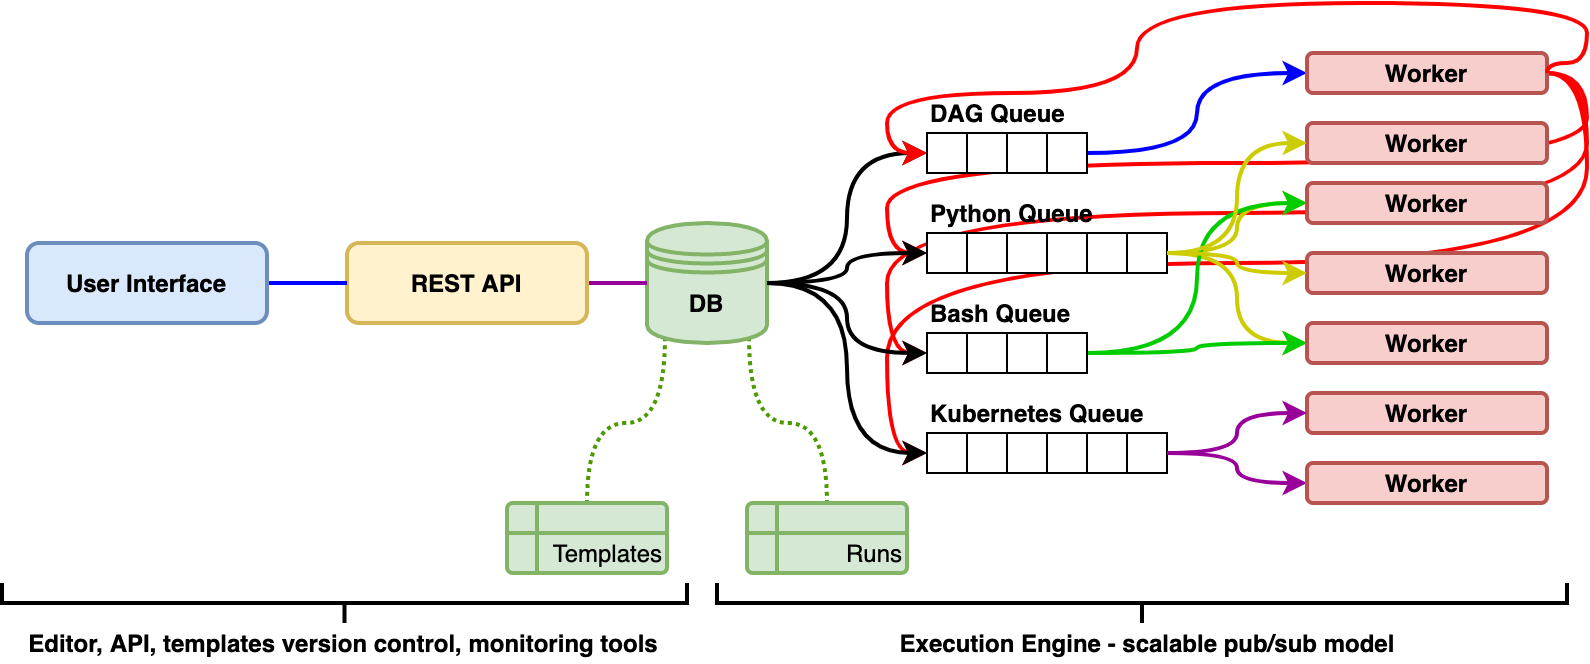 User Interface
REST API
DB
Templates
Runs
DAG Queue
Python Queue
Bash Queue
Kubernetes Queue
Worker
Worker
Worker
Worker
Worker
Worker
Worker
Editor, API, templates version control, monitoring tools
Execution Engine - scalable pub/sub model